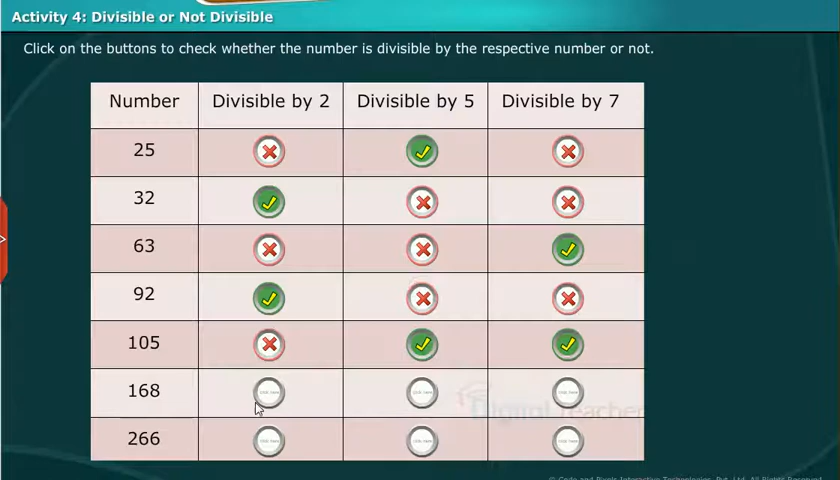 Activity 4: Divisible or Not Divisible
Click on the buttons to check whether the number is divisible by the respective number or not.
Number Divisible by 2 Divisible by 5 Divisible by 7
25
32
63
92
105
168
266
Digital Teacher